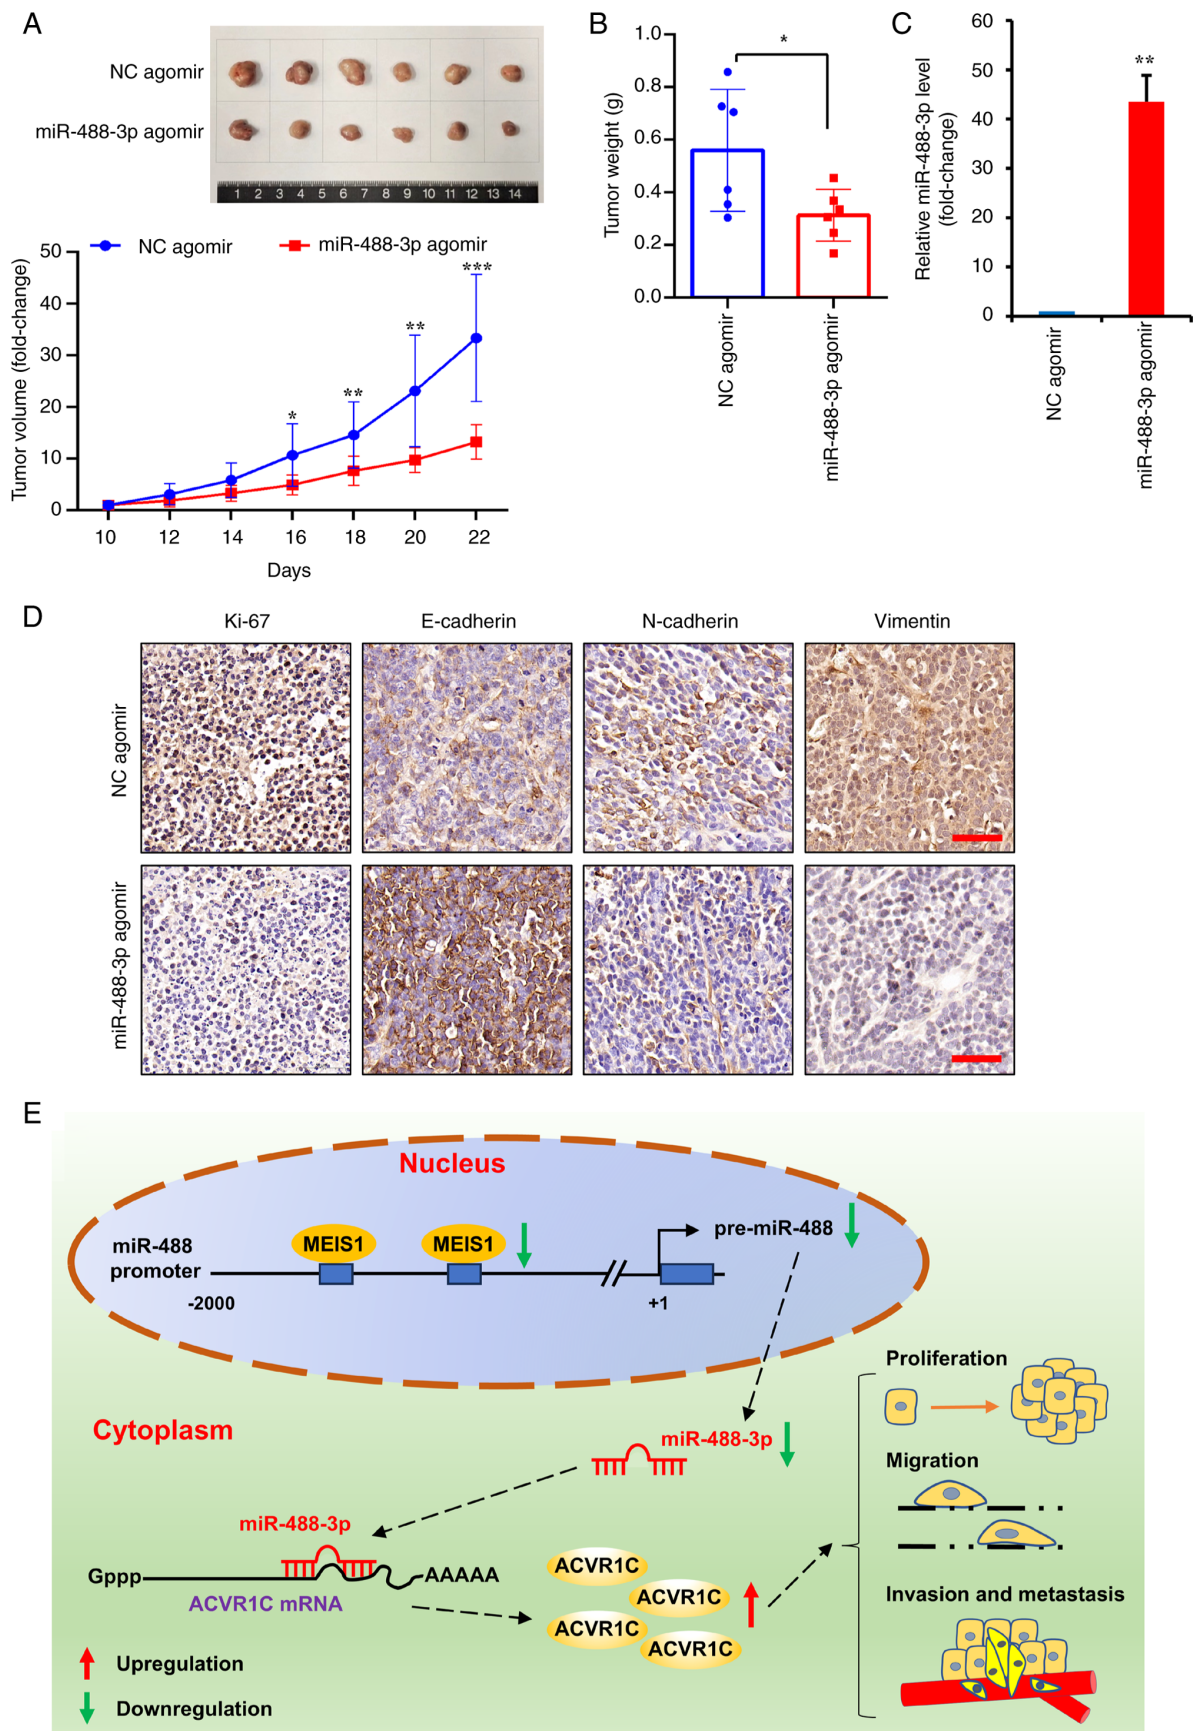 A
NC agomir
miR-488-3p agomir
1 2 3 4 5 6 7 8 9 10 11 12 13 14
NC agomir
miR-488-3p agomir
Tumor volume (fold-change)
50
40
30
20
10
0
*
**
**
***
10 12 14 16 18 20 22
Days
B
Tumor weight (g)
1.0
0.8
0.6
0.4
0.2
0.0
*
NC agomir
miR-488-3p agomir
C
Relative miR-488-3p level
(fold-change)
60
50
40
30
20
10
0
**
NC agomir
miR-488-3p agomir
D
Ki-67
E-cadherin
N-cadherin
Vimentin
NC agomir
miR-488-3p agomir
E
Nucleus
miR-488
promoter
MEIS1
MEIS1
pre-miR-488
-2000
+1
Cytoplasm
miR-488-3p
miR-488-3p
Gppp
AAAAA
ACVR1C mRNA
ACVR1C
ACVR1C
ACVR1C
ACVR1C
Proliferation
Migration
Invasion and metastasis
Upregulation
Downregulation